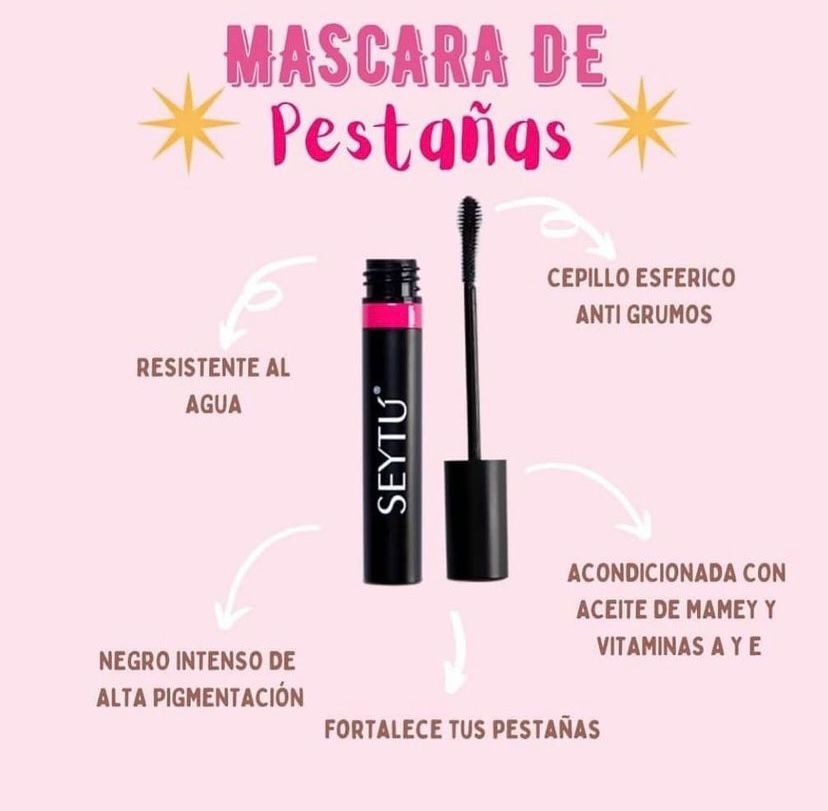 MASCARA DE
Pestañas
CEPILLO ESFERICO
ANTI GRUMOS
RESISTENTE AL
AGUA
SEYTÚ®
ACONDICIONADA CON
ACEITE DE MAMEY Y
VITAMINAS A Y E
NEGRO INTENSO DE
ALTA PIGMENTACIÓN
FORTALECE TUS PESTAÑAS